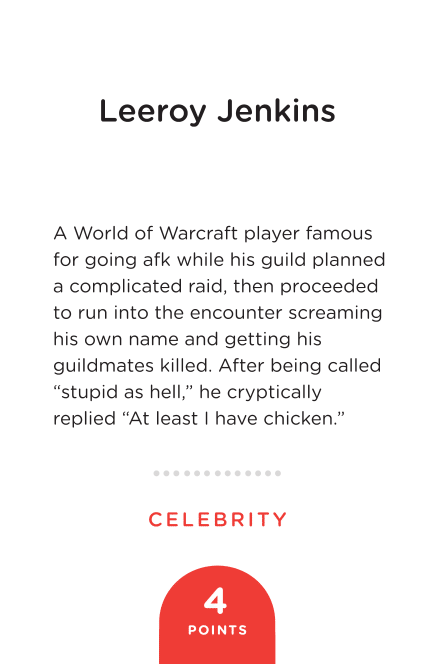 Leeroy Jenkins
A World of Warcraft player famous
for going afk while his guild planned
a complicated raid, then proceeded
to run into the encounter screaming
his own name and getting his
guildmates killed. After being called
“stupid as hell,” he cryptically
replied “At least I have chicken.”
CELEBRITY
4
POINTS